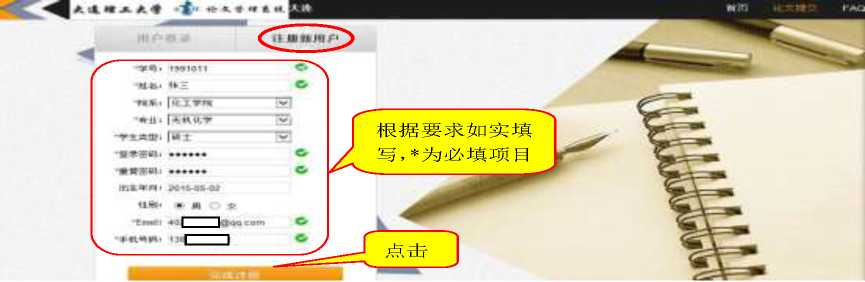 大连理工大学 论文管理系统 大连
首页 论文提交 FAQ
用户登录 注册新用户
*学号: 1991011
*姓名: 张三
*院系: 化工学院
*专业: 无机化学
*学生类型: 硕士
*登录密码: ●●●●●●
*重复密码: ●●●●●●
出生年月: 2015-05-02
性别: 男 女
*Email: 40 @qq.com
*手机号码: 138
根据要求如实填
写,*为必填项目
点击
完成注册